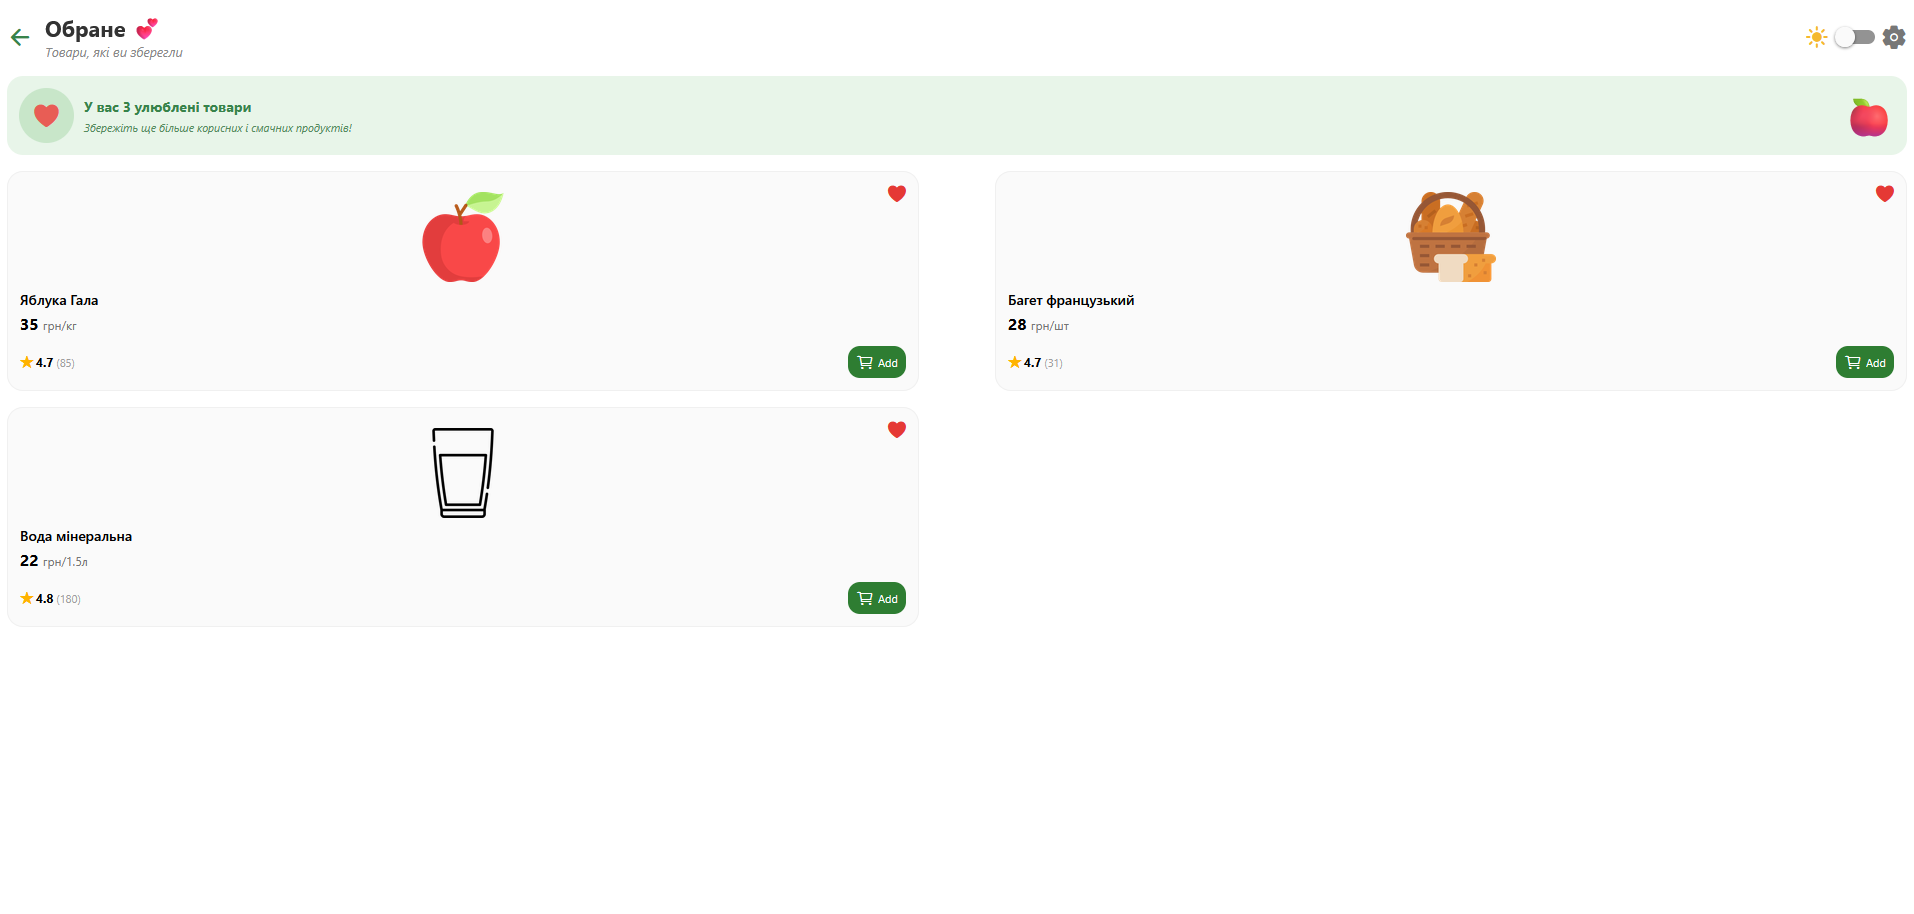 Обране 💕
Товари, які ви зберегли
У вас 3 улюблені товари
Збережіть ще більше корисних і смачних продуктів!
Яблука Гала
35 грн/кг
4.7 (85)
Add
Багет французький
28 грн/шт
4.7 (31)
Add
Вода мінеральна
22 грн/1.5л
4.8 (180)
Add